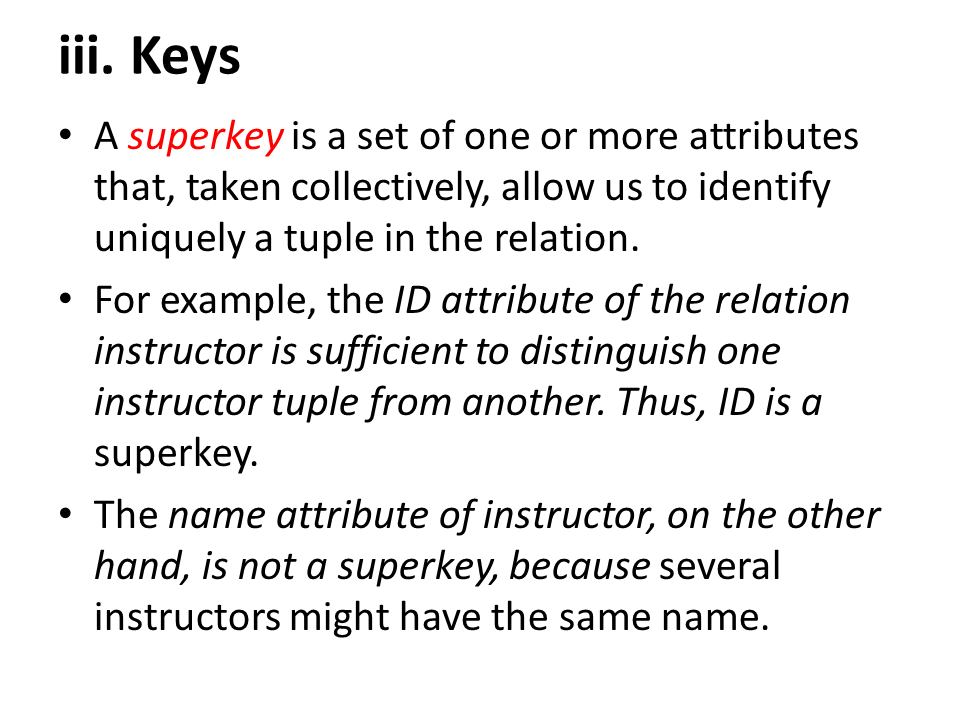 iii. Keys
• A superkey is a set of one or more attributes
that, taken collectively, allow us to identify
uniquely a tuple in the relation.
• For example, the ID attribute of the relation
instructor is sufficient to distinguish one
instructor tuple from another. Thus, ID is a
superkey.
• The name attribute of instructor, on the other
hand, is not a superkey, because several
instructors might have the same name.